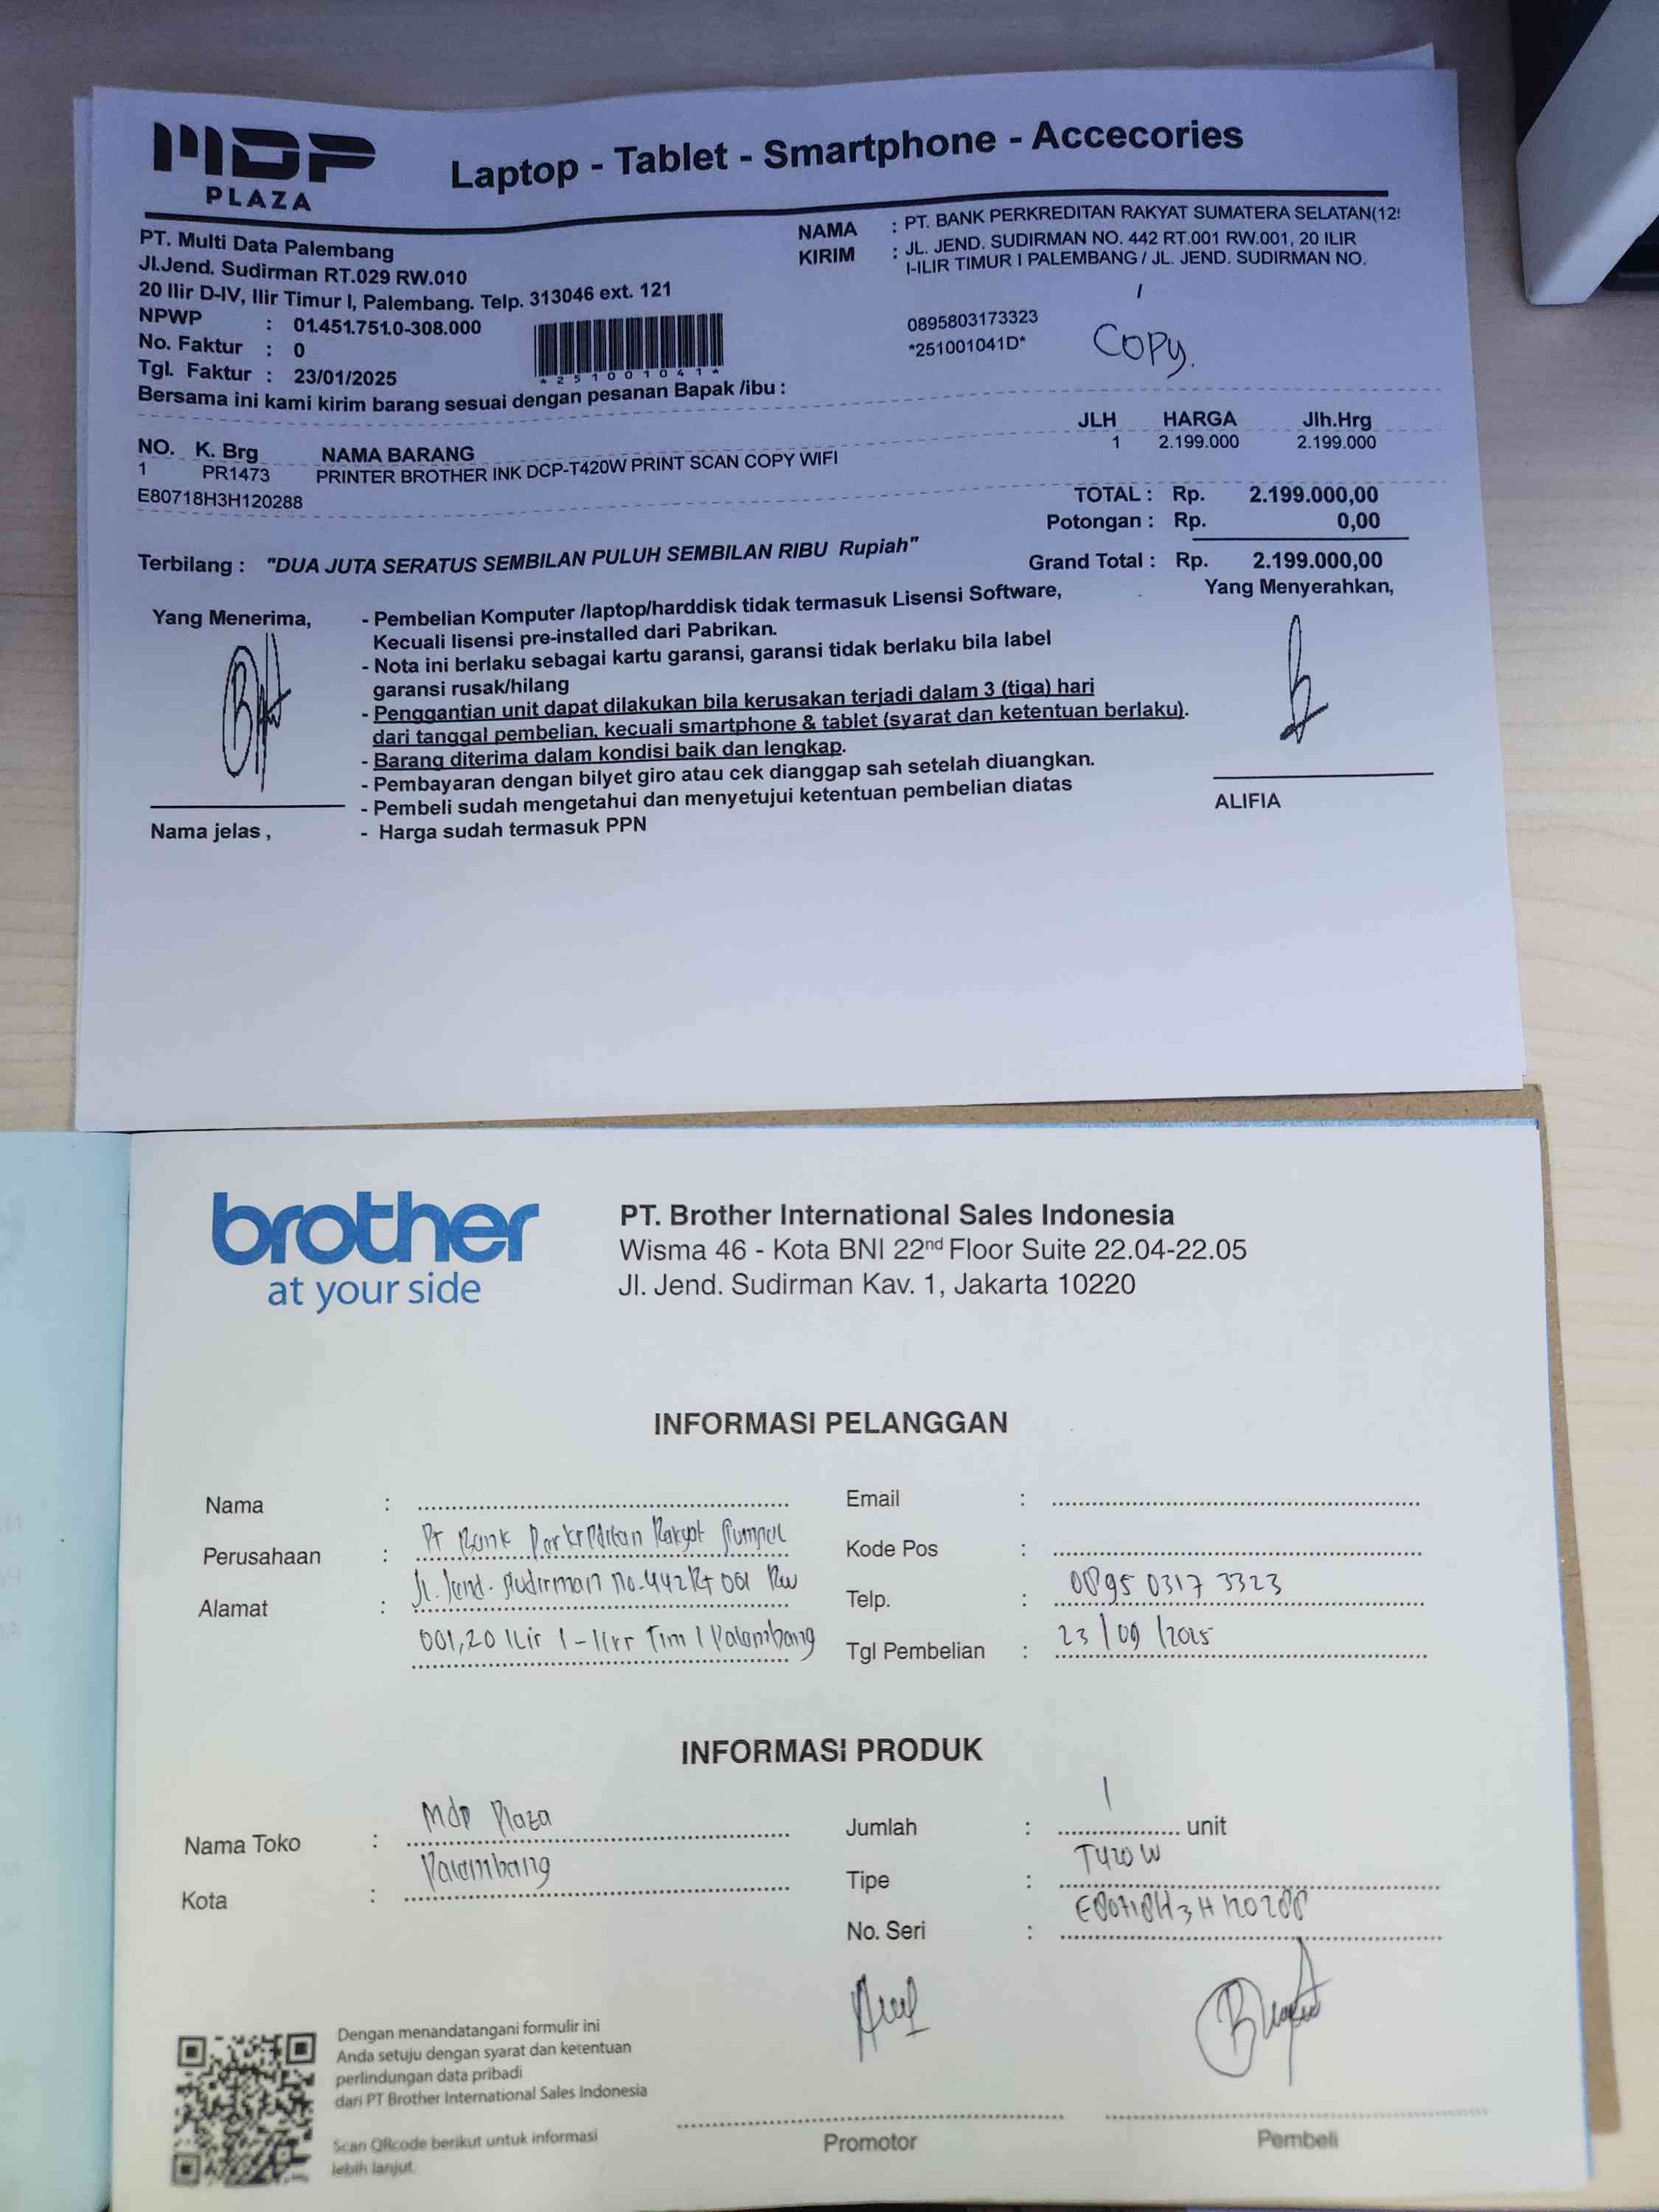 MDP
PLAZA
Laptop - Tablet - Smartphone - Accecories
PT. Multi Data Palembang
Jl.Jend. Sudirman RT.029 RW.010
20 Ilir D-IV, Ilir Timur I, Palembang. Telp. 313046 ext. 121
NPWP : 01.451.751.0-308.000
No. Faktur : 0
Tgl. Faktur : 23/01/2025
*251001041*
NAMA : PT. BANK PERKREDITAN RAKYAT SUMATERA SELATAN(12
KIRIM : JL. JEND. SUDIRMAN NO. 442 RT.001 RW.001, 20 ILIR
I-ILIR TIMUR I PALEMBANG / JL. JEND. SUDIRMAN NO.
/
0895803173323
*251001041D*
Copy.
Bersama ini kami kirim barang sesuai dengan pesanan Bapak /ibu :
NO. K. Brg NAMA BARANG JLH HARGA Jlh.Hrg
1 PR1473 PRINTER BROTHER INK DCP-T420W PRINT SCAN COPY WIFI 1 2.199.000 2.199.000
E80718H3H120288
TOTAL : Rp. 2.199.000,00
Potongan : Rp. 0,00
Terbilang : "DUA JUTA SERATUS SEMBILAN PULUH SEMBILAN RIBU Rupiah"
Grand Total : Rp. 2.199.000,00
Yang Menerima,
- Pembelian Komputer /laptop/harddisk tidak termasuk Lisensi Software,
Kecuali lisensi pre-installed dari Pabrikan.
- Nota ini berlaku sebagai kartu garansi, garansi tidak berlaku bila label
garansi rusak/hilang
- Penggantian unit dapat dilakukan bila kerusakan terjadi dalam 3 (tiga) hari
dari tanggal pembelian, kecuali smartphone & tablet (syarat dan ketentuan berlaku).
- Barang diterima dalam kondisi baik dan lengkap.
- Pembayaran dengan bilyet giro atau cek dianggap sah setelah diuangkan.
- Pembeli sudah mengetahui dan menyetujui ketentuan pembelian diatas
- Harga sudah termasuk PPN
Nama jelas ,
Yang Menyerahkan,
ALIFIA
brother
at your side
PT. Brother International Sales Indonesia
Wisma 46 - Kota BNI 22nd Floor Suite 22.04-22.05
Jl. Jend. Sudirman Kav. 1, Jakarta 10220
INFORMASI PELANGGAN
Nama :
Perusahaan : PT Bank Perkreditan Rakyat Sumsel
Alamat : Jl. Jend. Sudirman no.442 Rt 001 Rw
001,20 Ilir 1-Ilir Tim 1 Palembang
Email :
Kode Pos :
Telp. : 0895 0317 3323
Tgl Pembelian : 23/09/2025
INFORMASI PRODUK
Nama Toko : Mdp Plaza
Kota : Palembang
Jumlah : 1 unit
Tipe : T420W
No. Seri : E80718H3H120288
Dengan menandatangani formulir ini
Anda setuju dengan syarat dan ketentuan
perlindungan data pribadi
dari PT Brother International Sales Indonesia
Scan QRcode berikut untuk informasi
lebih lanjut.
Promotor
Pembeli